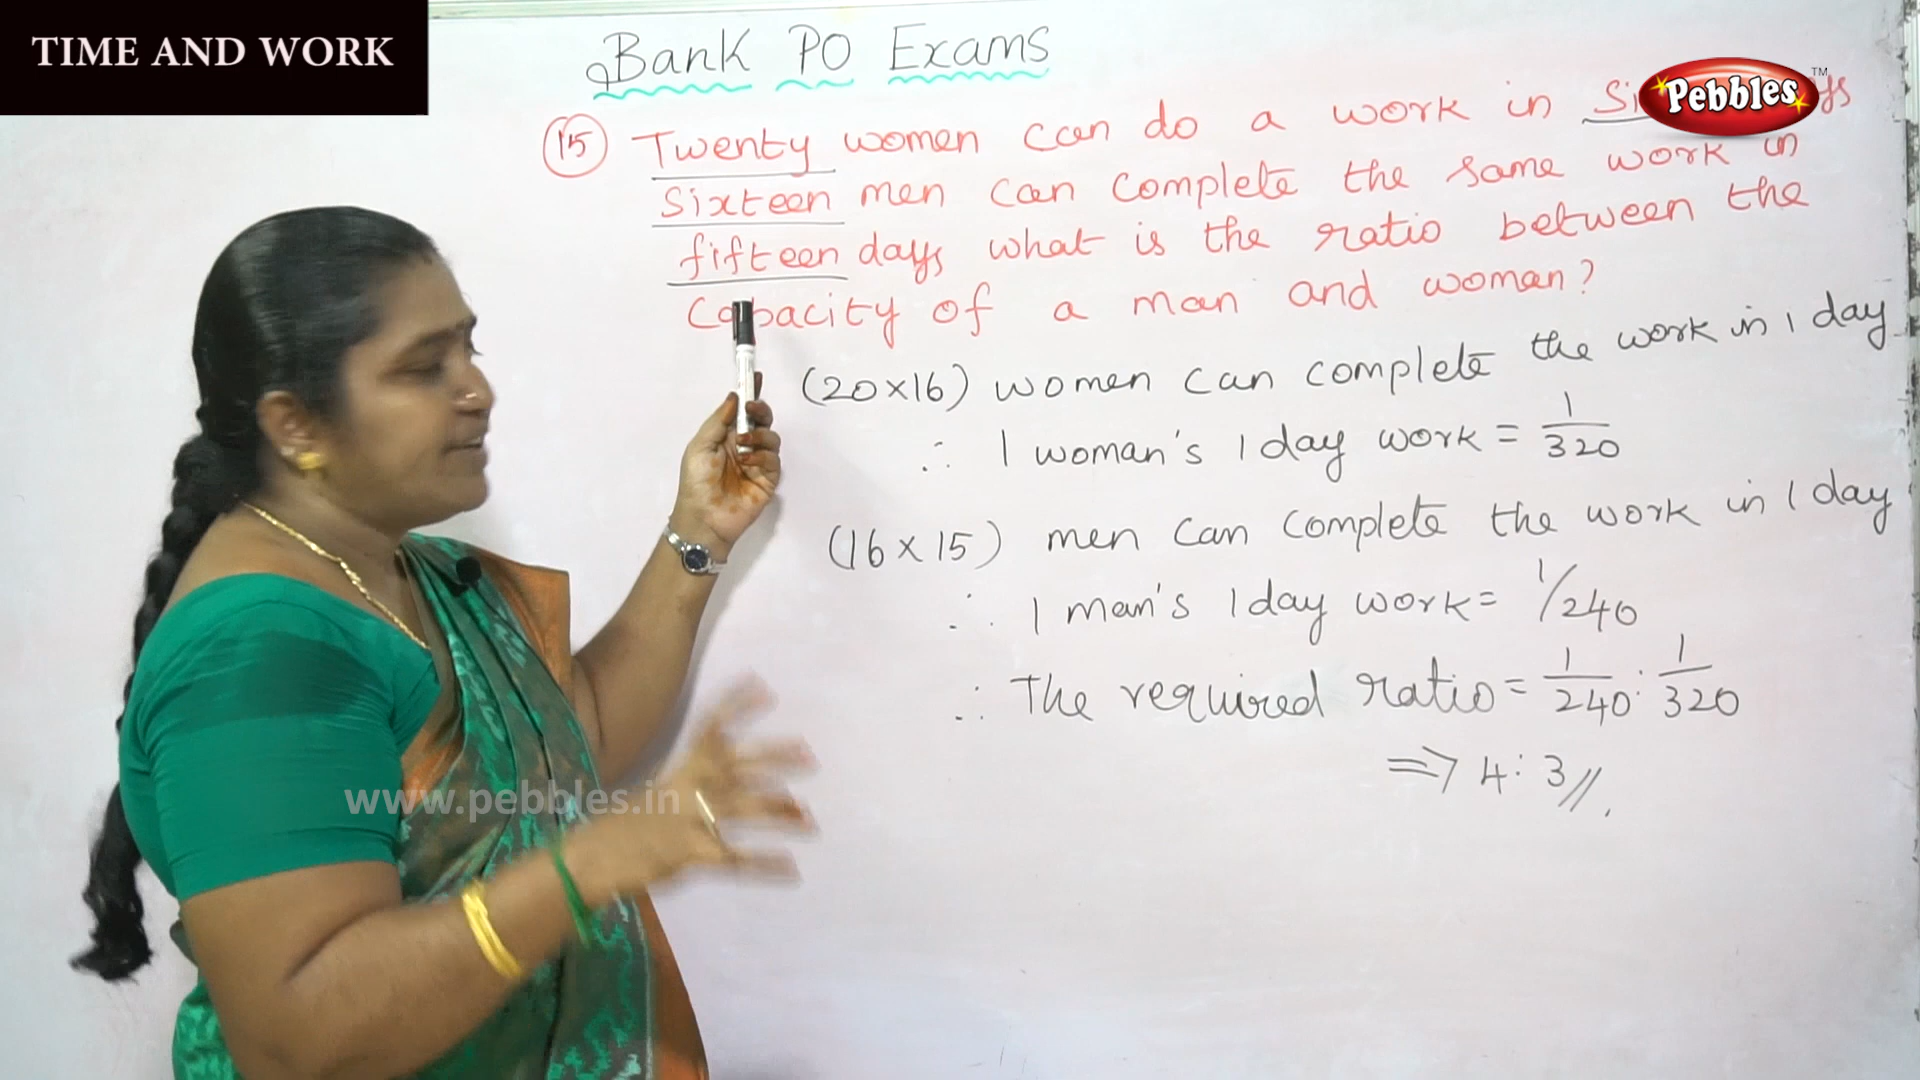 TIME AND WORK
Bank PO Exams
Pebbles™
15 Twenty women can do a work in
sixteen men can complete the same work in
fifteen days what is the ratio between the
capacity of a man and woman?
(20×16) women can complete the work in 1 day
∴ 1 woman's 1 day work = 1/320
(16×15) men can complete the work in 1 day
∴ 1 man's 1 day work = 1/240
∴ The required ratio = 1/240 : 1/320
⇒ 4:3//.
www.pebbles.in